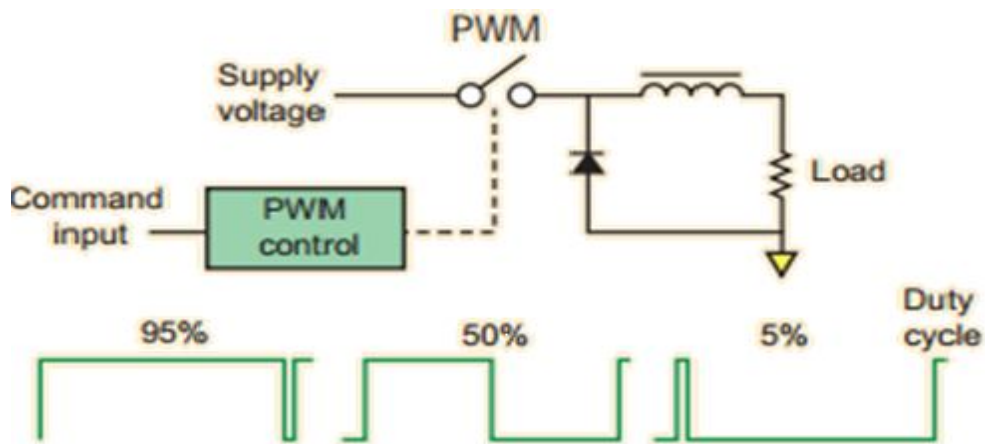 PWM
Supply
voltage
Load
Command
input
PWM
control
95%
50%
5%
Duty
cycle